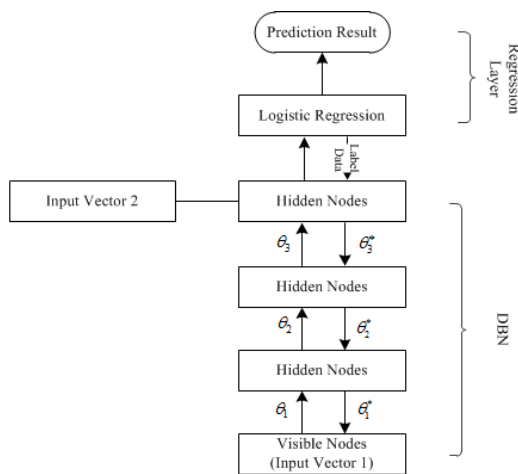 Prediction Result
Regression
Layer
Logistic Regression
Label
Data
Input Vector 2
Hidden Nodes
θ₃
θ₃*
Hidden Nodes
θ₂
θ₂*
DBN
Hidden Nodes
θ₁
θ₁*
Visible Nodes
(Input Vector 1)